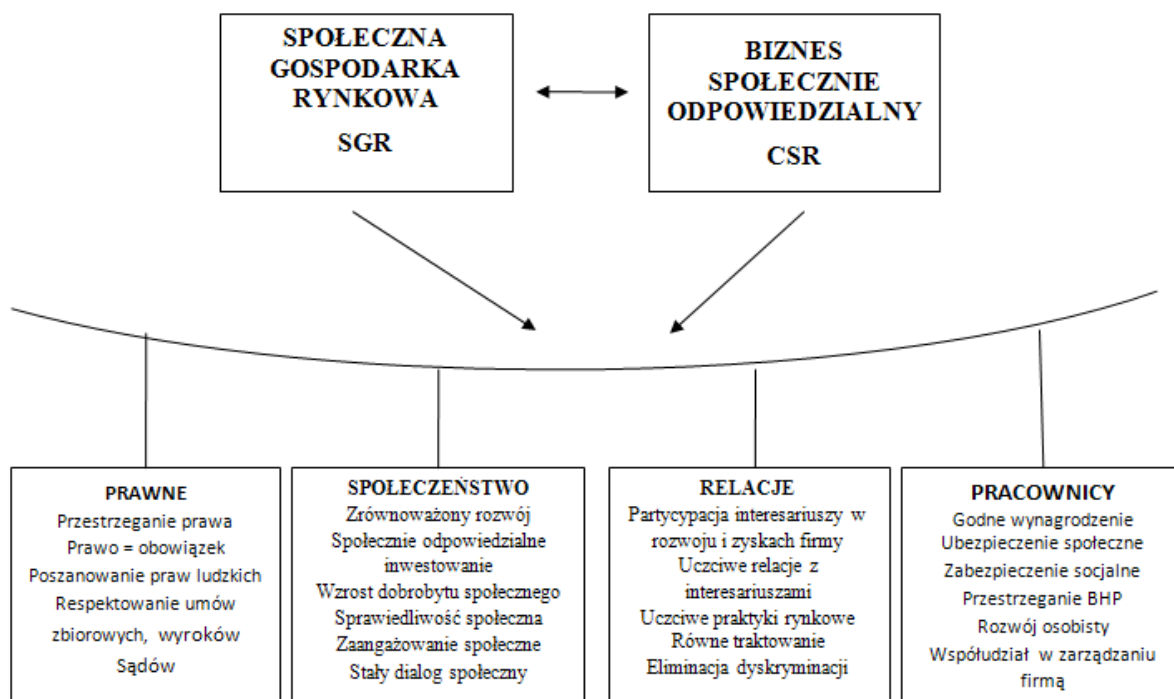 SPOŁECZNA
GOSPODARKA
RYNKOWA
SGR
BIZNES
SPOŁECZNIE
ODPOWIEDZIALNY
CSR
PRAWNE
Przestrzeganie prawa
Prawo = obowiązek
Poszanowanie praw ludzkich
Respektowanie umów
zbiorowych, wyroków
Sądów
SPOŁECZEŃSTWO
Zrównoważony rozwój
Społecznie odpowiedzialne
inwestowanie
Wzrost dobrobytu społecznego
Sprawiedliwość społeczna
Zaangażowanie społeczne
Stały dialog społeczny
RELACJE
Partycypacja interesariuszy w
rozwoju i zyskach firmy
Uczciwe relacje z
interesariuszami
Uczciwe praktyki rynkowe
Równe traktowanie
Eliminacja dyskryminacji
PRACOWNICY
Godne wynagrodzenie
Ubezpieczenie społeczne
Zabezpieczenie socjalne
Przestrzeganie BHP
Rozwój osobisty
Współudział w zarządzaniu
firmą